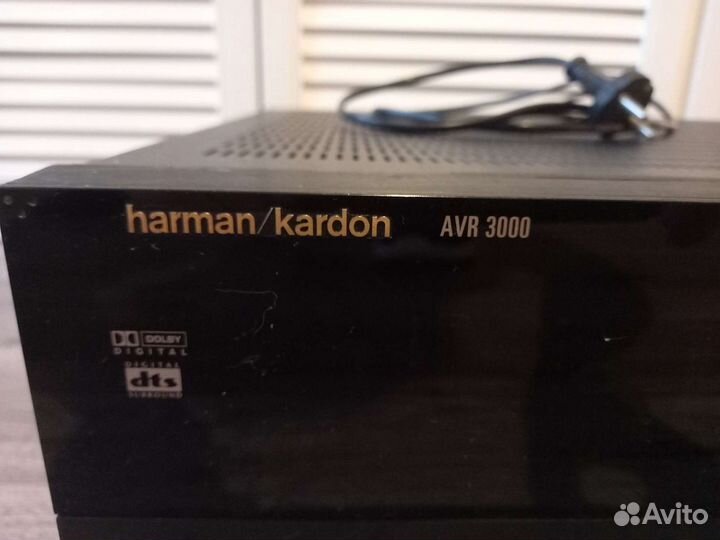 harman/kardon AVR 3000
DOLBY
DIGITAL
DIGITAL
dts
SURROUND
Avito